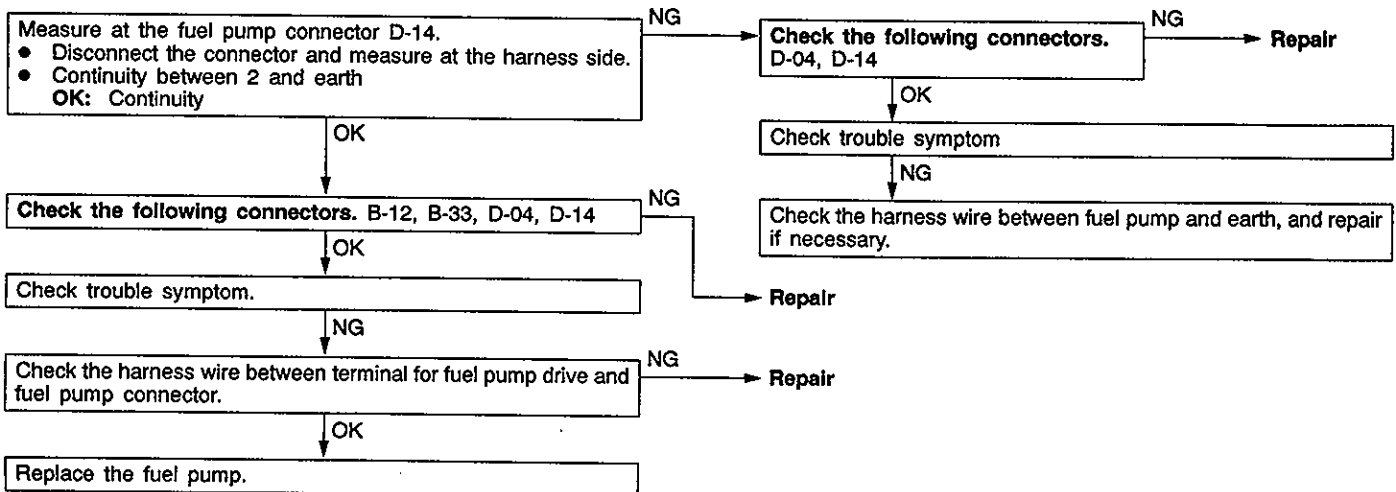 Measure at the fuel pump connector D-14.
● Disconnect the connector and measure at the harness side.
● Continuity between 2 and earth
OK: Continuity
NG
Check the following connectors.
D-04, D-14
NG
Repair
OK
Check trouble symptom
NG
Check the harness wire between fuel pump and earth, and repair
if necessary.
OK
Check the following connectors. B-12, B-33, D-04, D-14
NG
Repair
OK
Check trouble symptom.
NG
Check the harness wire between terminal for fuel pump drive and
fuel pump connector.
NG
Repair
OK
Replace the fuel pump.